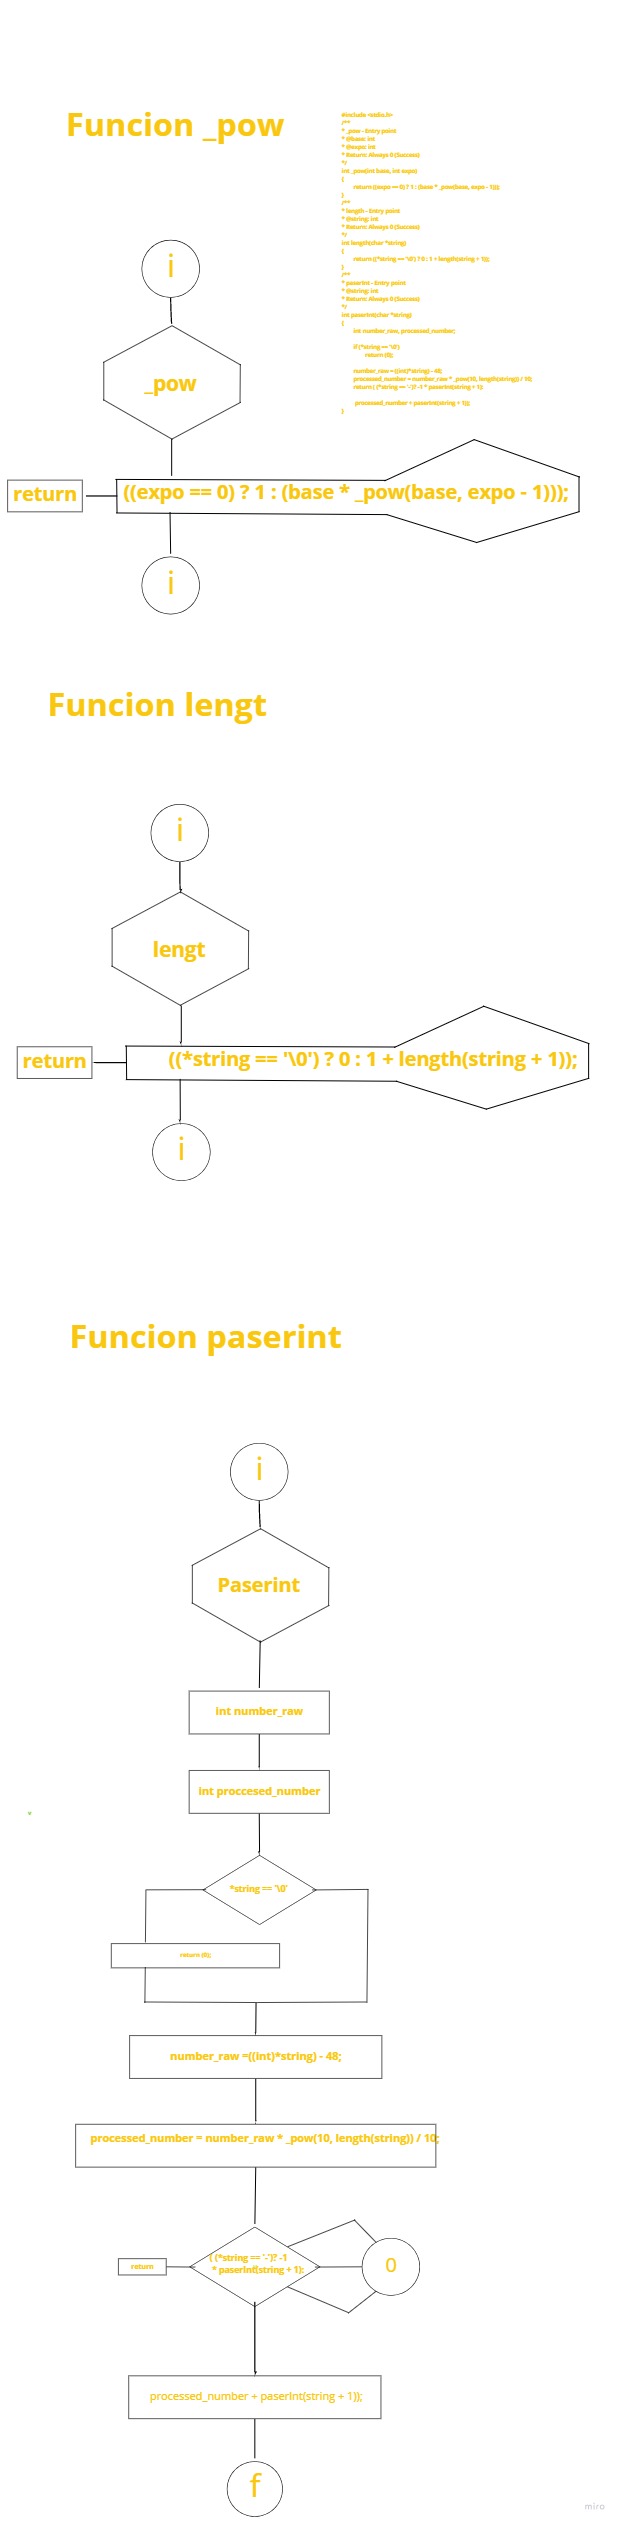 Funcion _pow
#include <stdio.h>
/**
* _pow - Entry point
* @base: int
* @expo: int
* Return: Always 0 (Success)
*/
int _pow(int base, int expo)
{
return ((expo == 0) ? 1 : (base * _pow(base, expo - 1)));
}
/**
* length - Entry point
* @string: int
* Return: Always 0 (Success)
*/
int length(char *string)
{
return ((*string == '\0') ? 0 : 1 + length(string + 1));
}
/**
* paserInt - Entry point
* @string: int
* Return: Always 0 (Success)
*/
int paserInt(char *string)
{
int number_raw, processed_number;
if (*string == '\0')
return (0);
number_raw = ((int)*string) - 48;
processed_number = number_raw * _pow(10, length(string)) / 10;
return ( (*string == '-')? -1 * paserInt(string + 1):
processed_number + paserInt(string + 1));
}
i
_pow
return
((expo == 0) ? 1 : (base * _pow(base, expo - 1)));
i
Funcion lengt
i
lengt
return
((*string == '\0') ? 0 : 1 + length(string + 1));
i
Funcion paserint
i
Paserint
int number_raw
int proccesed_number
*string == '\0'
return (0);
number_raw =((int)*string) - 48;
processed_number = number_raw * _pow(10, length(string)) / 10;
return
( (*string == '-')? -1
* paserInt(string + 1);
0
processed_number + paserInt(string + 1));
f
miro